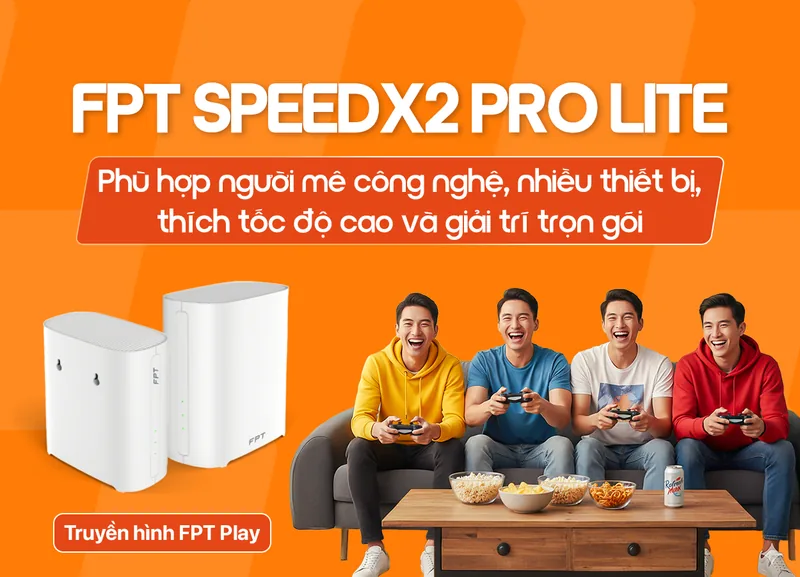 FPT SPEEDX2 PRO LITE
Phù hợp người mê công nghệ, nhiều thiết bị,
thích tốc độ cao và giải trí trọn gói
FPT
FPT
Truyền hình FPT Play